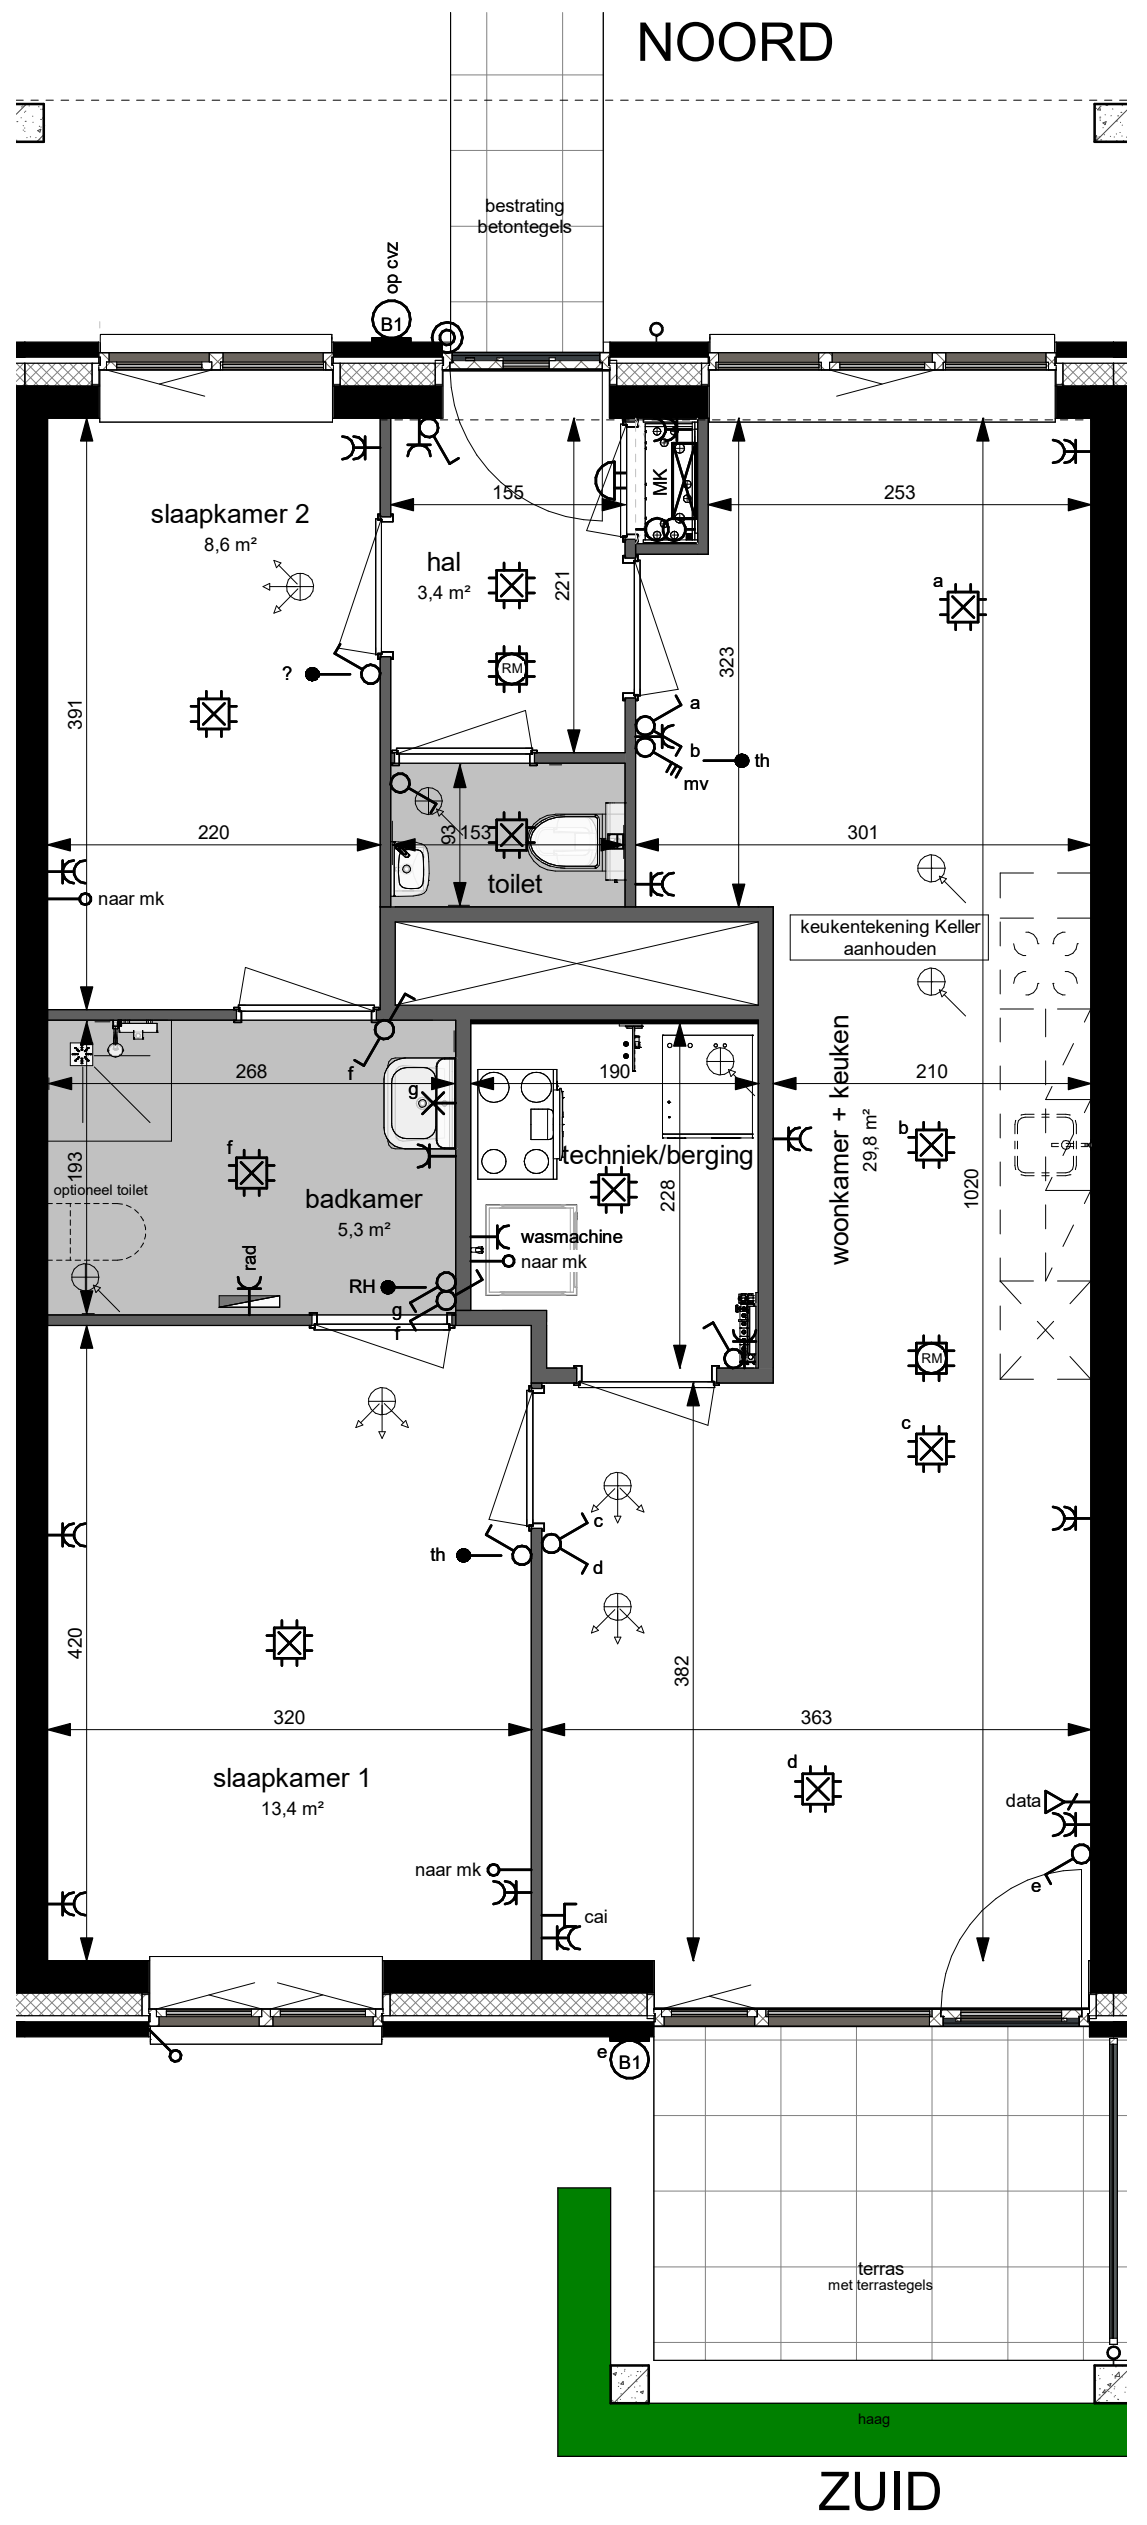 NOORD
bestrating
betontegels
op cvz
B1
MK
155
253
slaapkamer 2
8,6 m²
hal
3,4 m²
221
a
RM
?
323
391
a
b
mv
th
220
93
153
301
toilet
naar mk
keukentekening Keller
aanhouden
f
268
g
190
210
woonkamer + keuken
29,8 m²
f
193
optioneel toilet
badkamer
5,3 m²
techniek/berging
228
b
1020
wasmachine
naar mk
rad
RH
g
f
RM
c
c
th
d
420
382
320
363
slaapkamer 1
13,4 m²
d
data
e
naar mk
cai
e
B1
terras
met terrastegels
haag
ZUID